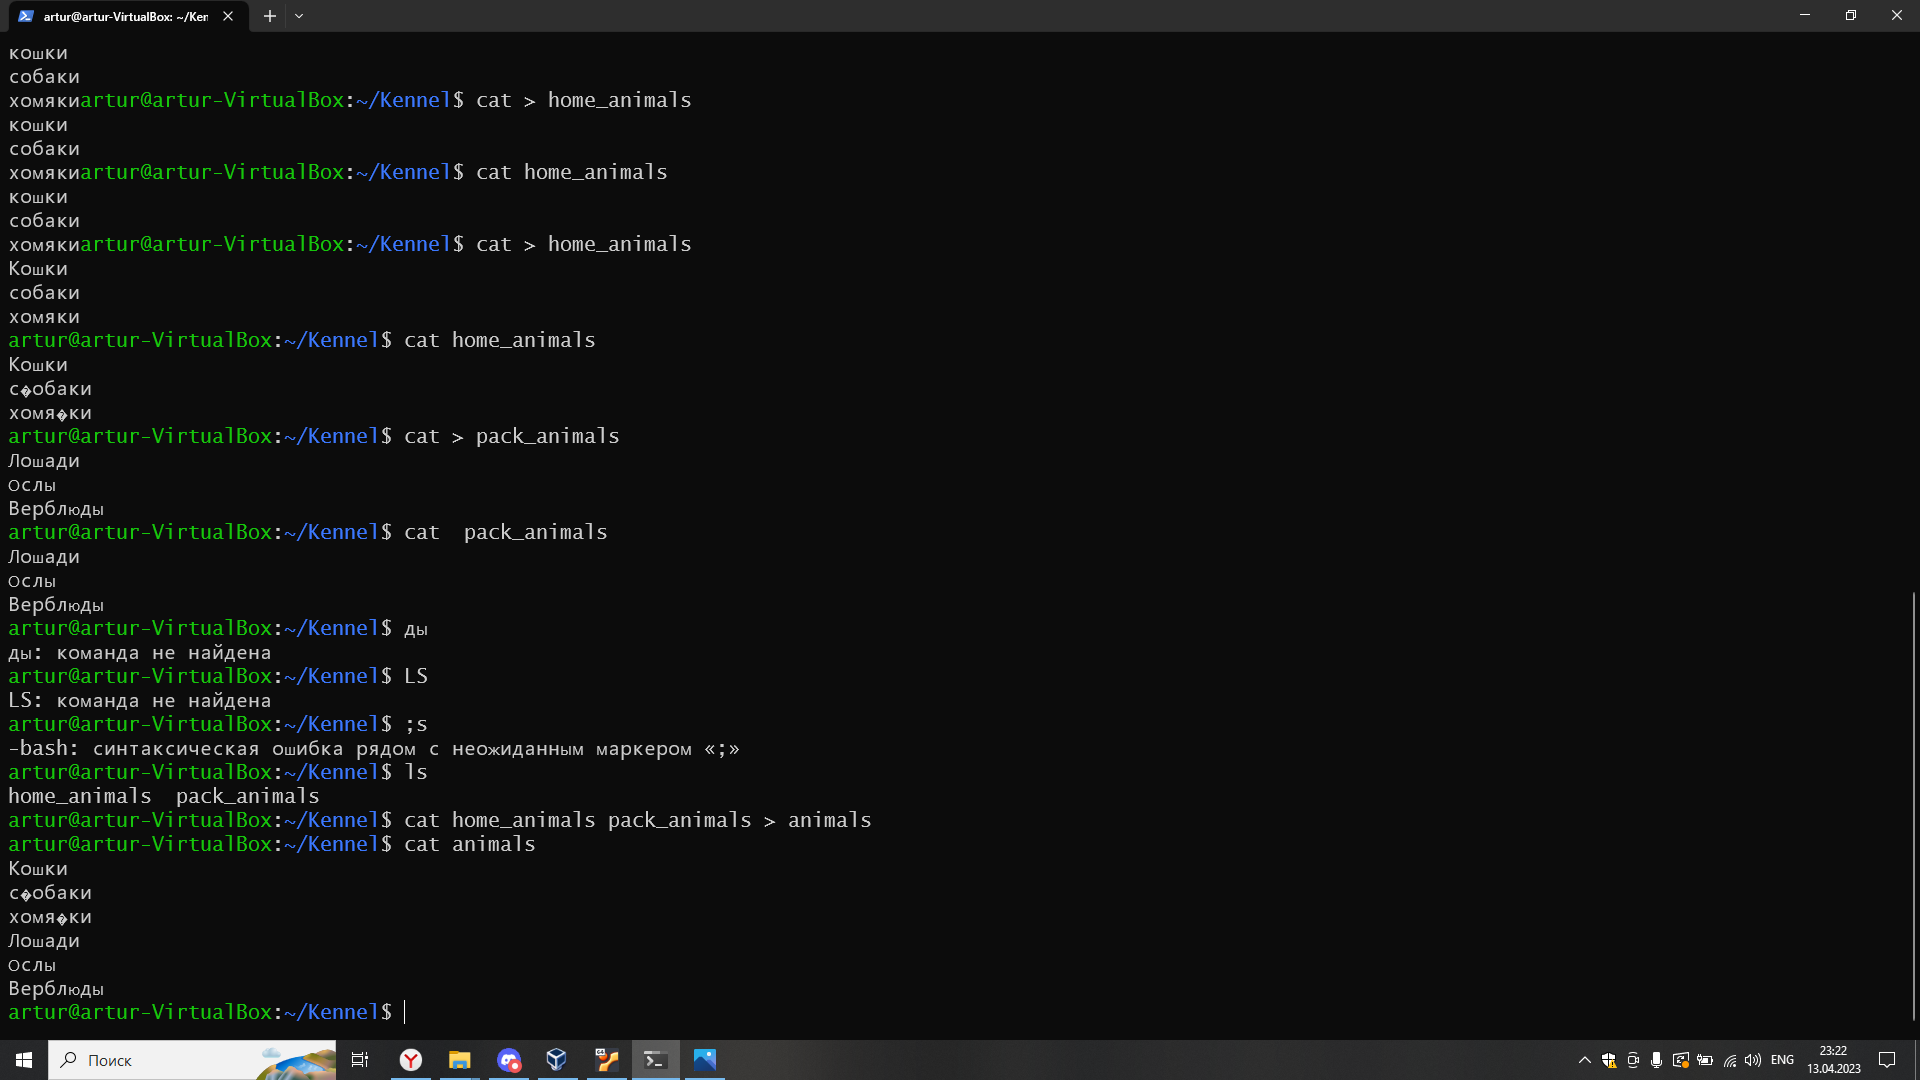 artur@artur-VirtualBox: ~/Ken
кошки
собаки
хомякиartur@artur-VirtualBox:~/Kennel$ cat > home_animals
кошки
собаки
хомякиartur@artur-VirtualBox:~/Kennel$ cat home_animals
кошки
собаки
хомякиartur@artur-VirtualBox:~/Kennel$ cat > home_animals
Кошки
собаки
хомяки
artur@artur-VirtualBox:~/Kennel$ cat home_animals
Кошки
с�обаки
хомя�ки
artur@artur-VirtualBox:~/Kennel$ cat > pack_animals
Лошади
Ослы
Верблюды
artur@artur-VirtualBox:~/Kennel$ cat  pack_animals
Лошади
Ослы
Верблюды
artur@artur-VirtualBox:~/Kennel$ ды
ды: команда не найдена
artur@artur-VirtualBox:~/Kennel$ LS
LS: команда не найдена
artur@artur-VirtualBox:~/Kennel$ ;s
-bash: синтаксическая ошибка рядом с неожиданным маркером «;»
artur@artur-VirtualBox:~/Kennel$ ls
home_animals  pack_animals
artur@artur-VirtualBox:~/Kennel$ cat home_animals pack_animals > animals
artur@artur-VirtualBox:~/Kennel$ cat animals
Кошки
с�обаки
хомя�ки
Лошади
Ослы
Верблюды
artur@artur-VirtualBox:~/Kennel$
Поиск
ENG
23:22
13.04.2023